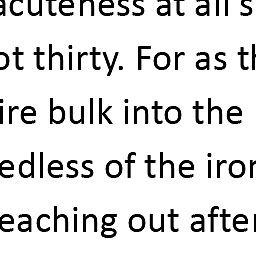 acuteness at all s
ot thirty. For as th
ire bulk into the
edless of the iron
eaching out after